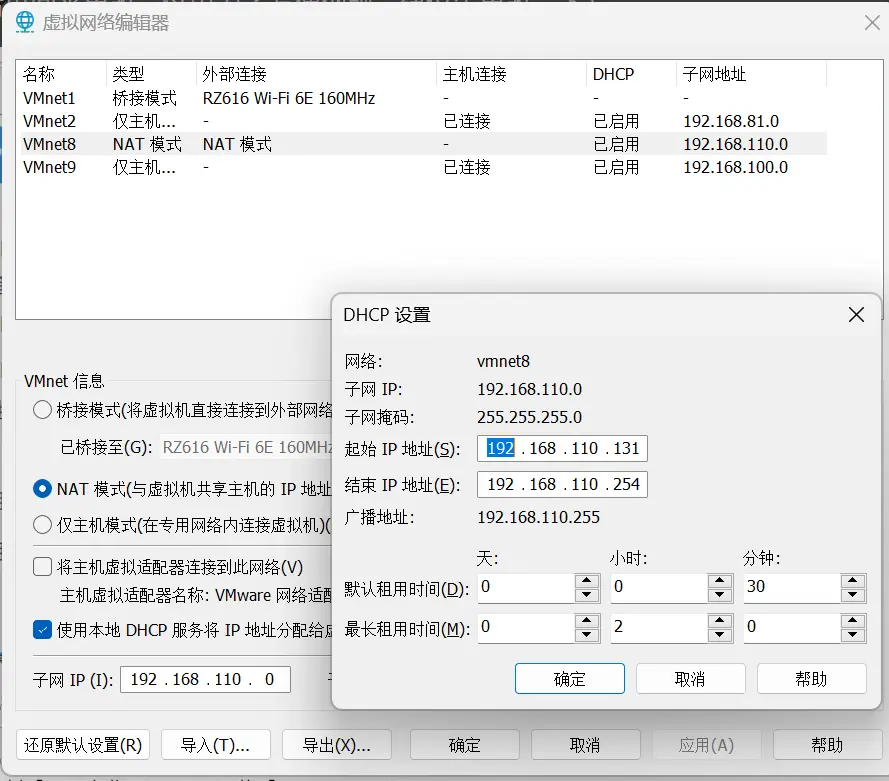 虚拟网络编辑器
名称 类型 外部连接 主机连接 DHCP 子网地址
VMnet1 桥接模式 RZ616 Wi-Fi 6E 160MHz - - -
VMnet2 仅主机... - 已连接 已启用 192.168.81.0
VMnet8 NAT 模式 NAT 模式 - 已启用 192.168.110.0
VMnet9 仅主机... - 已连接 已启用 192.168.100.0
VMnet 信息
桥接模式(将虚拟机直接连接到外部网络
已桥接至(G): RZ616 Wi-Fi 6E 160MHz
NAT 模式(与虚拟机共享主机的 IP 地址
仅主机模式(在专用网络内连接虚拟机)(
将主机虚拟适配器连接到此网络(V)
主机虚拟适配器名称: VMware 网络适配
使用本地 DHCP 服务将 IP 地址分配给虚
子网 IP (I): 192 . 168 . 110 . 0
还原默认设置(R) 导入(T)... 导出(X)... 确定 取消 应用(A) 帮助
DHCP 设置
网络: vmnet8
子网 IP: 192.168.110.0
子网掩码: 255.255.255.0
起始 IP 地址(S): 192 . 168 . 110 . 131
结束 IP 地址(E): 192 . 168 . 110 . 254
广播地址: 192.168.110.255
天: 小时: 分钟:
默认租用时间(D): 0 0 30
最长租用时间(M): 0 2 0
确定 取消 帮助